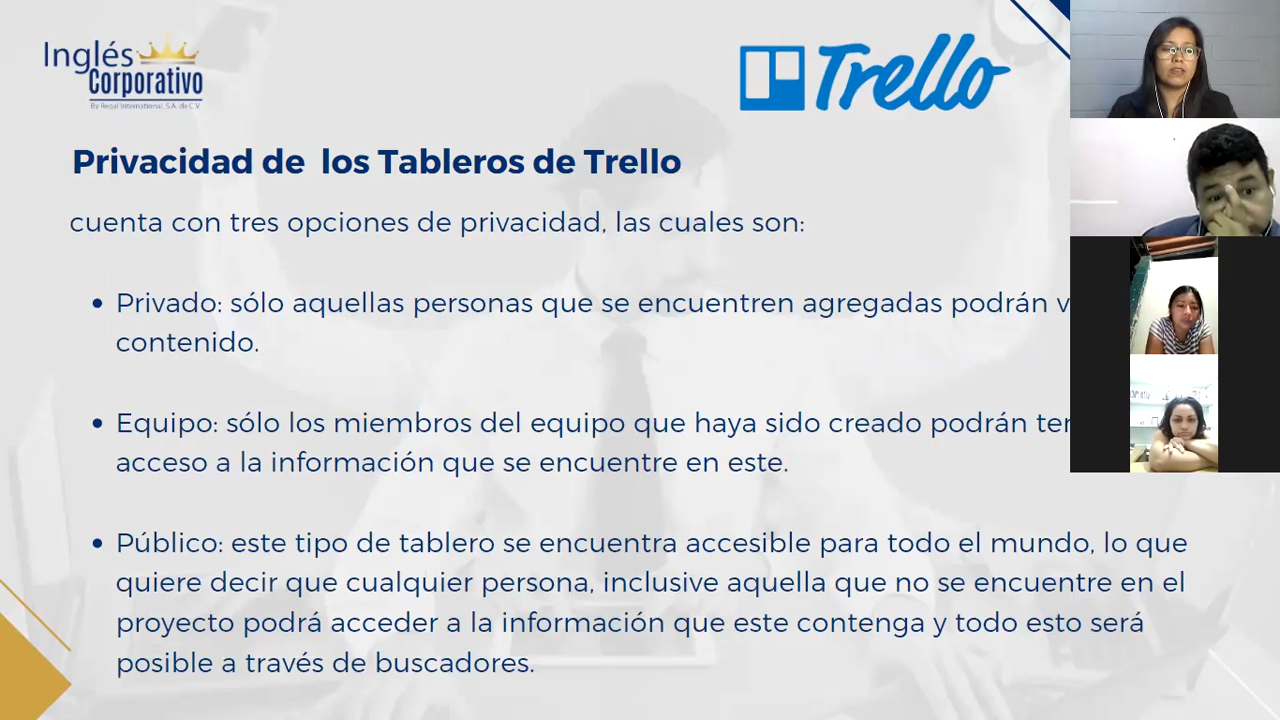 Inglés
Corporativo
By Regal International, S.A. de C.V
Trello
Privacidad de los Tableros de Trello
cuenta con tres opciones de privacidad, las cuales son:
• Privado: sólo aquellas personas que se encuentren agregadas podrán
contenido.
• Equipo: sólo los miembros del equipo que haya sido creado podrán
acceso a la información que se encuentre en este.
• Público: este tipo de tablero se encuentra accesible para todo el mundo, lo que
quiere decir que cualquier persona, inclusive aquella que no se encuentre en el
proyecto podrá acceder a la información que este contenga y todo esto será
posible a través de buscadores.